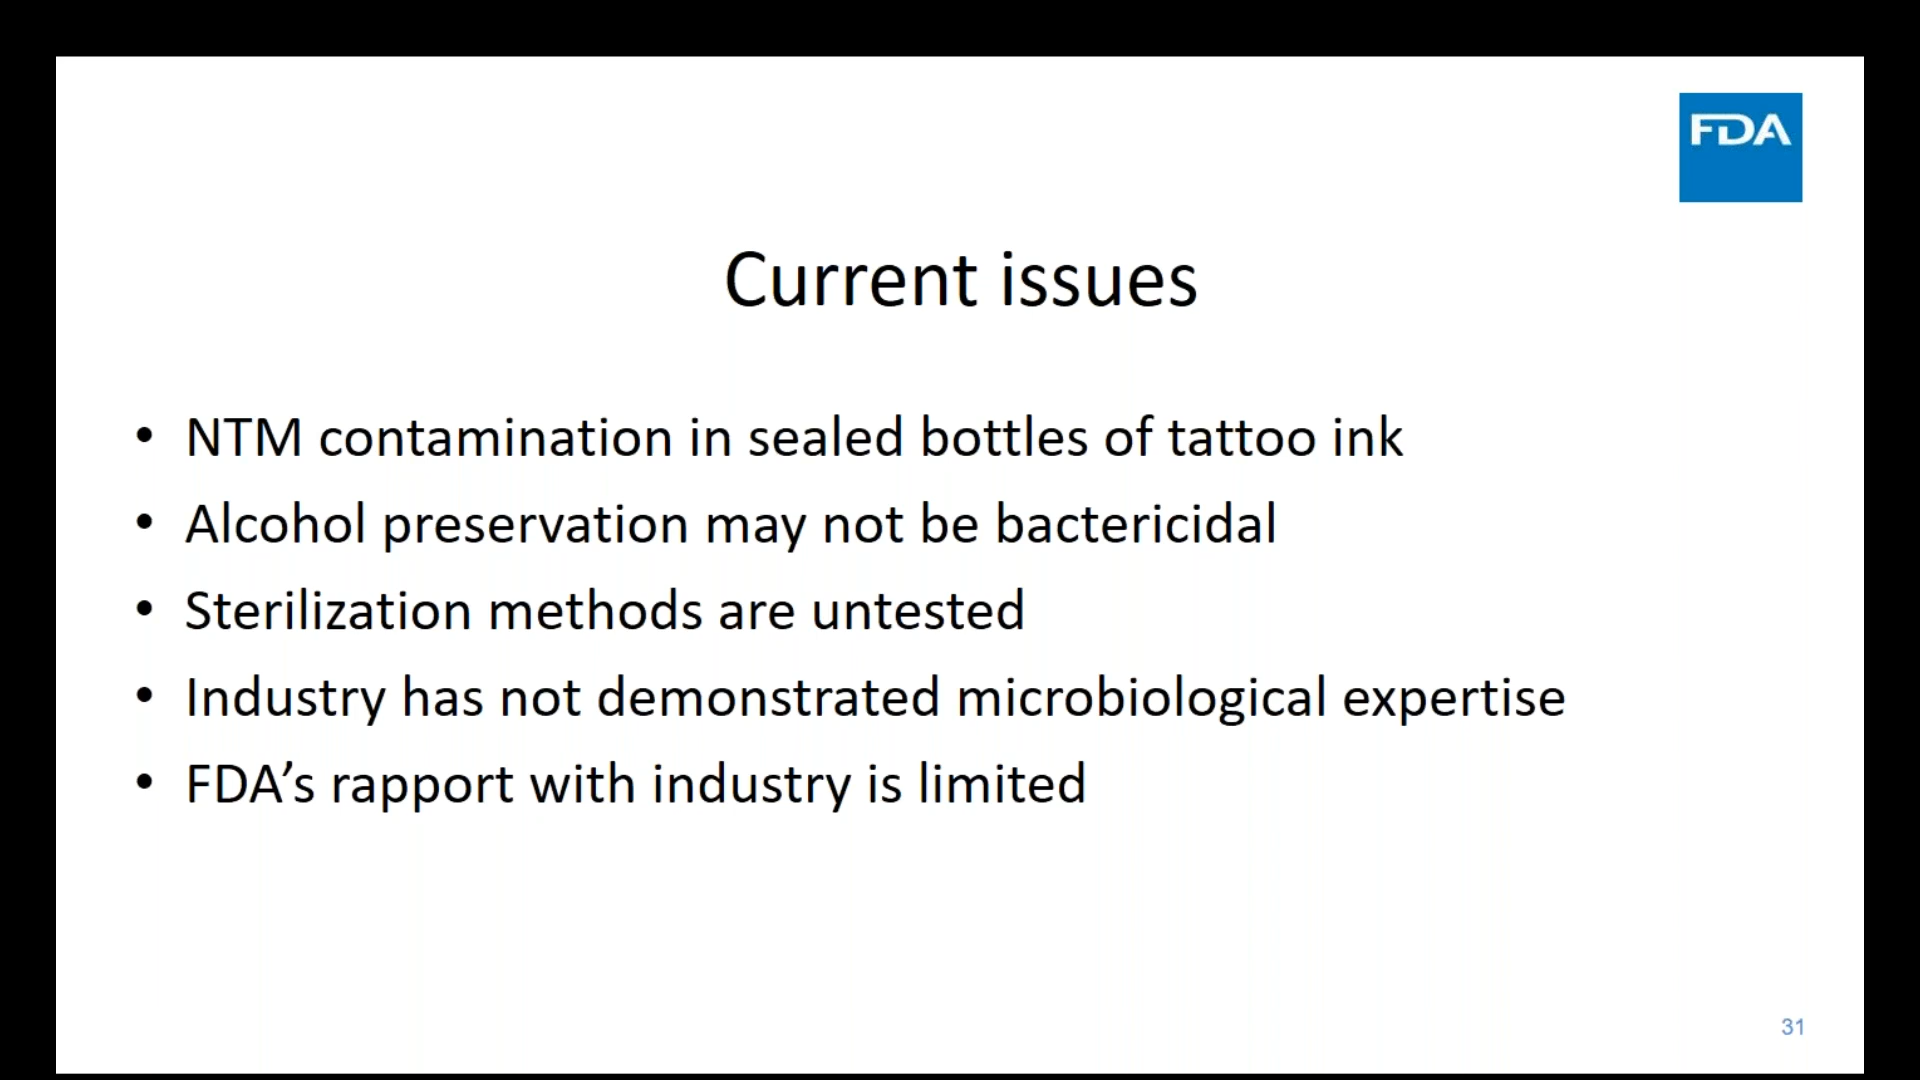 FDA
Current issues
• NTM contamination in sealed bottles of tattoo ink
• Alcohol preservation may not be bactericidal
• Sterilization methods are untested
• Industry has not demonstrated microbiological expertise
• FDA’s rapport with industry is limited
31